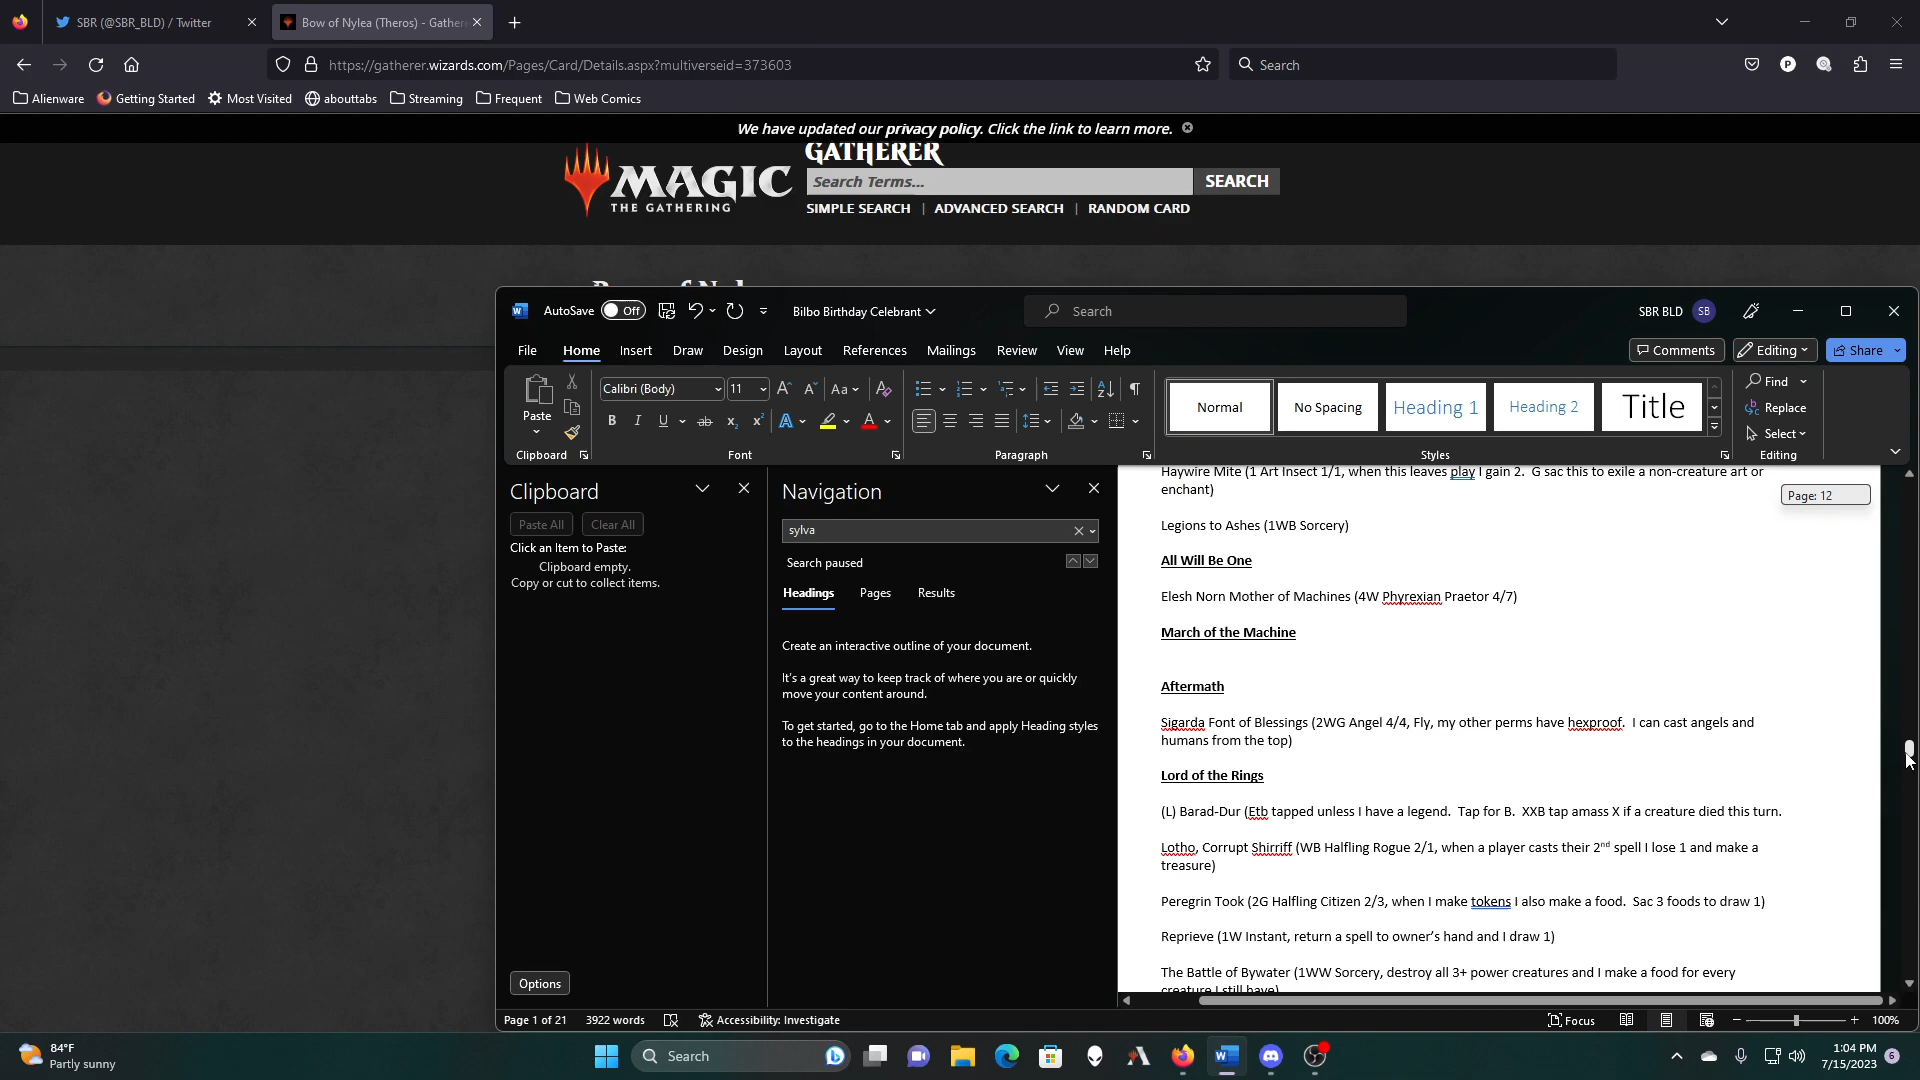 SBR (@SBR_BLD) / Twitter
Bow of Nylea (Theros) - Gather
https://gatherer.wizards.com/Pages/Card/Details.aspx?multiverseid=373603
Search
Alienware
Getting Started
Most Visited
abouttabs
Streaming
Frequent
Web Comics
We have updated our privacy policy. Click the link to learn more.
GATHERER
MAGIC
THE GATHERING
Search Terms...
SEARCH
SIMPLE SEARCH | ADVANCED SEARCH | RANDOM CARD
AutoSave Off
Bilbo Birthday Celebrant
Search
SBR BLD SB
File Home Insert Draw Design Layout References Mailings Review View Help
Comments Editing Share
Paste
Calibri (Body) 11
Normal
No Spacing
Heading 1
Heading 2
Title
Find
Replace
Select
Clipboard
Font
Paragraph
Styles
Editing
Clipboard
Paste All Clear All
Click an Item to Paste:
Clipboard empty.
Copy or cut to collect items.
Options
Navigation
sylva
Search paused
Headings Pages Results
Create an interactive outline of your document.
It's a great way to keep track of where you are or quickly
move your content around.
To get started, go to the Home tab and apply Heading styles
to the headings in your document.
Haywire Mite (1 Art Insect 1/1, when this leaves play I gain 2.  G sac this to exile a non-creature art or
enchant)
Page: 12
Legions to Ashes (1WB Sorcery)
All Will Be One
Elesh Norn Mother of Machines (4W Phyrexian Praetor 4/7)
March of the Machine
Aftermath
Sigarda Font of Blessings (2WG Angel 4/4, Fly, my other perms have hexproof.  I can cast angels and
humans from the top)
Lord of the Rings
(L) Barad-Dur (Etb tapped unless I have a legend.  Tap for B.  XXB tap amass X if a creature died this turn.
Lotho, Corrupt Shirriff (WB Halfling Rogue 2/1, when a player casts their 2nd spell I lose 1 and make a
treasure)
Peregrin Took (2G Halfling Citizen 2/3, when I make tokens I also make a food.  Sac 3 foods to draw 1)
Reprieve (1W Instant, return a spell to owner's hand and I draw 1)
The Battle of Bywater (1WW Sorcery, destroy all 3+ power creatures and I make a food for every
creature I still have)
Page 1 of 21
3922 words
Accessibility: Investigate
Focus
100%
84°F
Partly sunny
Search
1:04 PM
7/15/2023
6